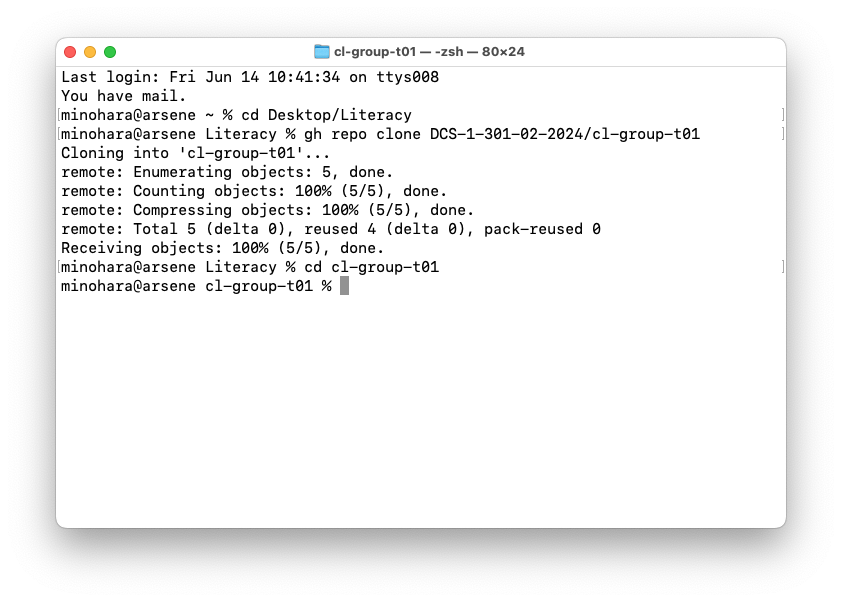 cl-group-t01 — -zsh — 80×24
Last login: Fri Jun 14 10:41:34 on ttys008
You have mail.
[minohara@arsene ~ % cd Desktop/Literacy ]
[minohara@arsene Literacy % gh repo clone DCS-1-301-02-2024/cl-group-t01 ]
Cloning into 'cl-group-t01'...
remote: Enumerating objects: 5, done.
remote: Counting objects: 100% (5/5), done.
remote: Compressing objects: 100% (5/5), done.
remote: Total 5 (delta 0), reused 4 (delta 0), pack-reused 0
Receiving objects: 100% (5/5), done.
[minohara@arsene Literacy % cd cl-group-t01 ]
minohara@arsene cl-group-t01 %